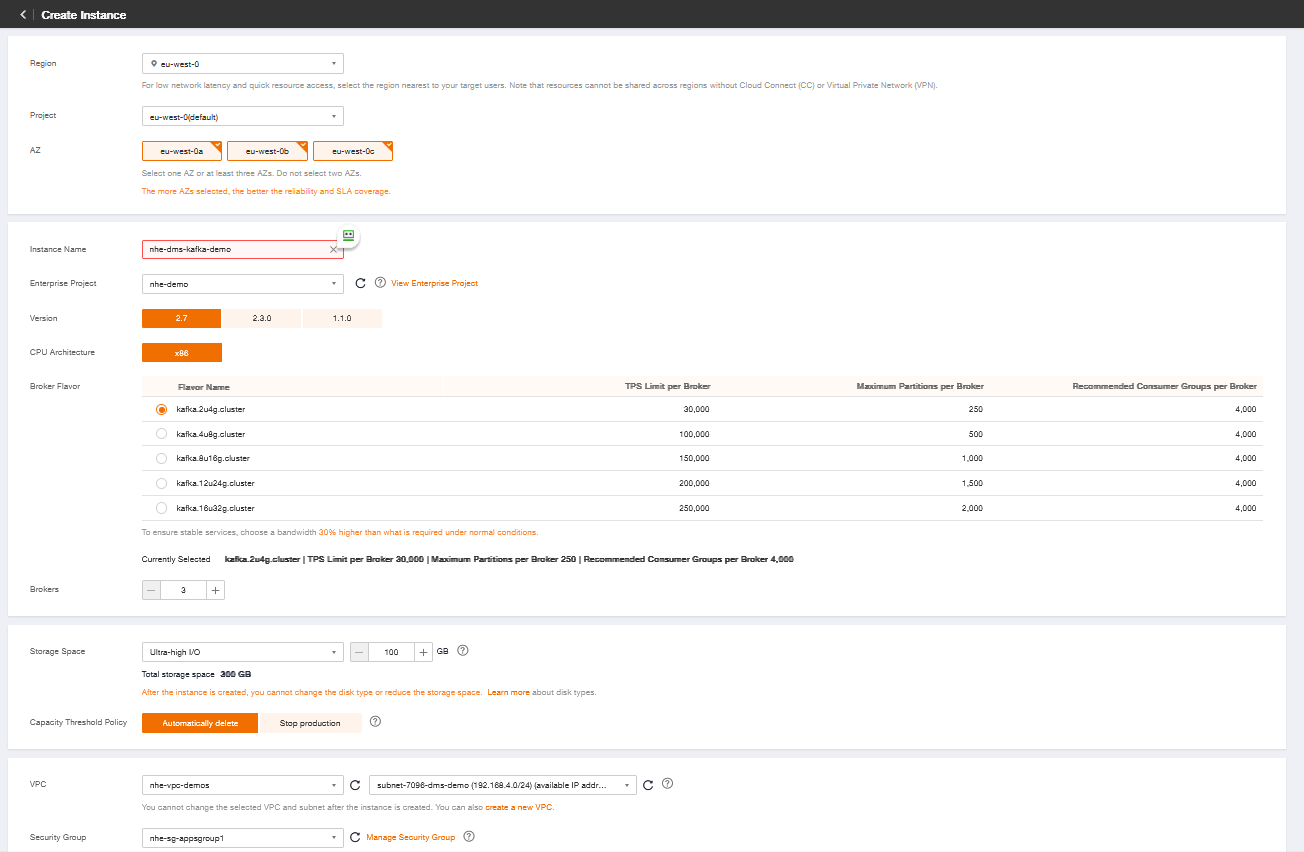 Create Instance
Region
eu-west-0
For low network latency and quick resource access, select the region nearest to your target users. Note that resources cannot be shared across regions without Cloud Connect (CC) or Virtual Private Network (VPN).
Project
eu-west-0(default)
AZ
eu-west-0a eu-west-0b eu-west-0c
Select one AZ or at least three AZs. Do not select two AZs.
The more AZs selected, the better the reliability and SLA coverage.
Instance Name
nhe-dms-kafka-demo
Enterprise Project
nhe-demo
View Enterprise Project
Version
2.7 2.3.0 1.1.0
CPU Architecture
x86
Broker Flavor
Flavor Name TPS Limit per Broker Maximum Partitions per Broker Recommended Consumer Groups per Broker
kafka.2u4g.cluster 30,000 250 4,000
kafka.4u8g.cluster 100,000 500 4,000
kafka.8u16g.cluster 150,000 1,000 4,000
kafka.12u24g.cluster 200,000 1,500 4,000
kafka.16u32g.cluster 250,000 2,000 4,000
To ensure stable services, choose a bandwidth 30% higher than what is required under normal conditions.
Currently Selected kafka.2u4g.cluster | TPS Limit per Broker 30,000 | Maximum Partitions per Broker 250 | Recommended Consumer Groups per Broker 4,000
Brokers
3
Storage Space
Ultra-high I/O
100
GB
Total storage space 300 GB
After the instance is created, you cannot change the disk type or reduce the storage space. Learn more about disk types.
Capacity Threshold Policy
Automatically delete Stop production
VPC
nhe-vpc-demos
subnet-7096-dms-demo (192.168.4.0/24) (available IP addr...
You cannot change the selected VPC and subnet after the instance is created. You can also create a new VPC.
Security Group
nhe-sg-appsgroup1
Manage Security Group